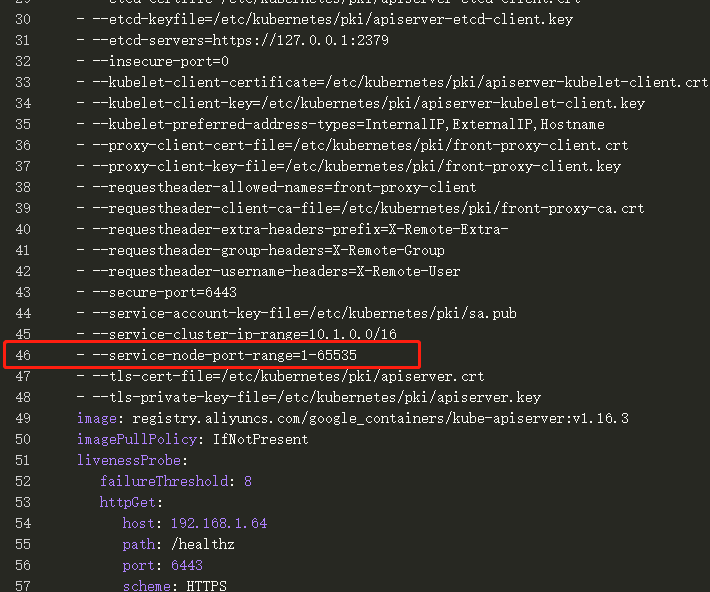 29 - --etcd-certfile=/etc/kubernetes/pki/apiserver-etcd-client.crt
30 - --etcd-keyfile=/etc/kubernetes/pki/apiserver-etcd-client.key
31 - --etcd-servers=https://127.0.0.1:2379
32 - --insecure-port=0
33 - --kubelet-client-certificate=/etc/kubernetes/pki/apiserver-kubelet-client.crt
34 - --kubelet-client-key=/etc/kubernetes/pki/apiserver-kubelet-client.key
35 - --kubelet-preferred-address-types=InternalIP,ExternalIP,Hostname
36 - --proxy-client-cert-file=/etc/kubernetes/pki/front-proxy-client.crt
37 - --proxy-client-key-file=/etc/kubernetes/pki/front-proxy-client.key
38 - --requestheader-allowed-names=front-proxy-client
39 - --requestheader-client-ca-file=/etc/kubernetes/pki/front-proxy-ca.crt
40 - --requestheader-extra-headers-prefix=X-Remote-Extra-
41 - --requestheader-group-headers=X-Remote-Group
42 - --requestheader-username-headers=X-Remote-User
43 - --secure-port=6443
44 - --service-account-key-file=/etc/kubernetes/pki/sa.pub
45 - --service-cluster-ip-range=10.1.0.0/16
46 - --service-node-port-range=1-65535
47 - --tls-cert-file=/etc/kubernetes/pki/apiserver.crt
48 - --tls-private-key-file=/etc/kubernetes/pki/apiserver.key
49 image: registry.aliyuncs.com/google_containers/kube-apiserver:v1.16.3
50 imagePullPolicy: IfNotPresent
51 livenessProbe:
52 failureThreshold: 8
53 httpGet:
54 host: 192.168.1.64
55 path: /healthz
56 port: 6443
57 scheme: HTTPS